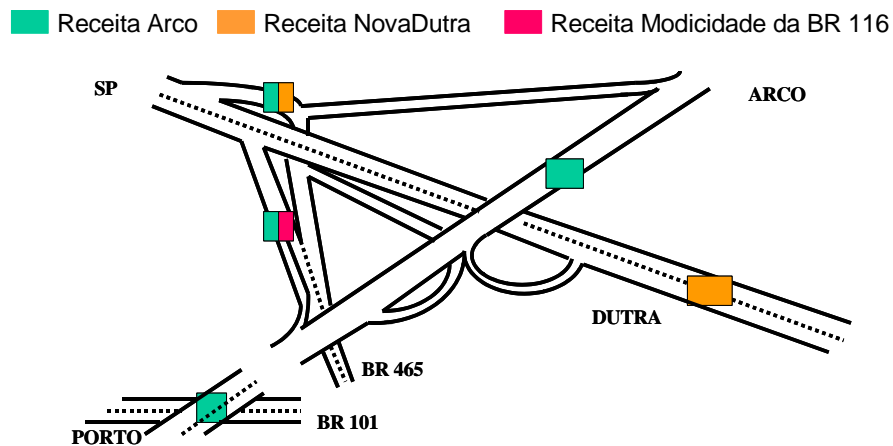 Receita Arco Receita NovaDutra Receita Modicidade da BR 116
SP
ARCO
DUTRA
BR 465
BR 101
PORTO